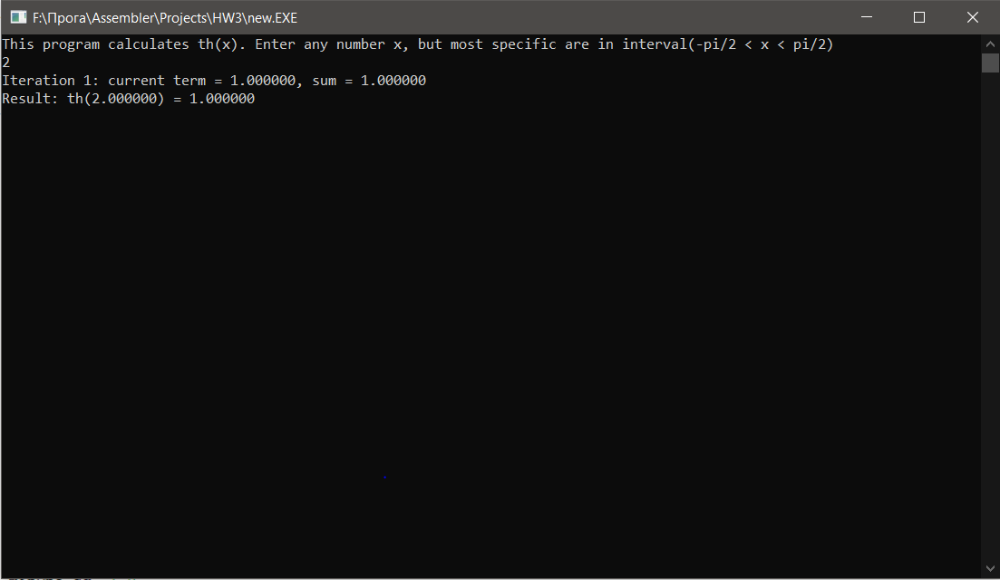 F:\Прога\Assembler\Projects\HW3\new.EXE
This program calculates th(x). Enter any number x, but most specific are in interval(-pi/2 < x < pi/2)
2
Iteration 1: current term = 1.000000, sum = 1.000000
Result: th(2.000000) = 1.000000